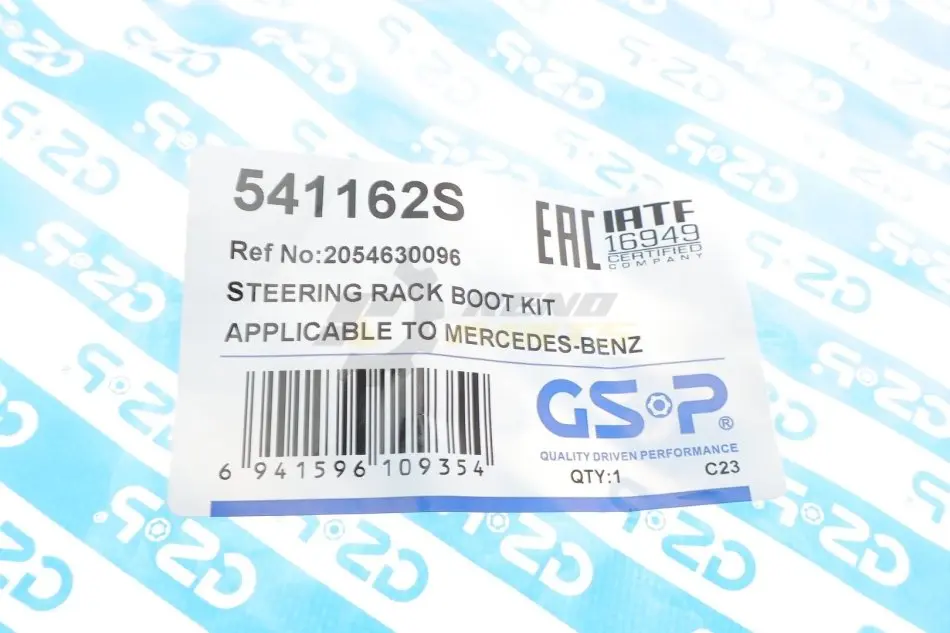 541162S
EAC
IATF
16949
CERTIFIED
COMPANY
Ref No:2054630096
STEERING RACK BOOT KIT
APPLICABLE TO MERCEDES-BENZ
6 941596 109354
GSP®
QUALITY DRIVEN PERFORMANCE
QTY:1
C23